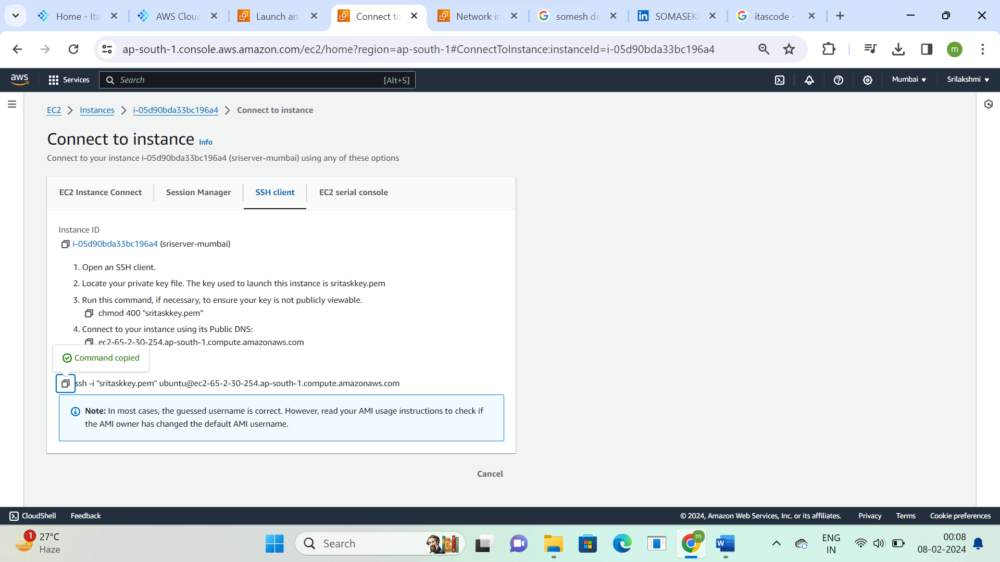 Home - Ita
AWS Cloud
Launch an
Connect to
Network in
somesh de
SOMASEK
itascode -
ap-south-1.console.aws.amazon.com/ec2/home?region=ap-south-1#ConnectToInstance:instanceId=i-05d90bda33bc196a4
m
aws
Services
Search
[Alt+S]
Mumbai
Srilakshmi
EC2
Instances
i-05d90bda33bc196a4
Connect to instance
Connect to instance Info
Connect to your instance i-05d90bda33bc196a4 (sriserver-mumbai) using any of these options
EC2 Instance Connect
Session Manager
SSH client
EC2 serial console
Instance ID
i-05d90bda33bc196a4 (sriserver-mumbai)
1. Open an SSH client.
2. Locate your private key file. The key used to launch this instance is sritaskkey.pem
3. Run this command, if necessary, to ensure your key is not publicly viewable.
chmod 400 "sritaskkey.pem"
4. Connect to your instance using its Public DNS:
ec2-65-2-30-254.ap-south-1.compute.amazonaws.com
Command copied
ssh -i "sritaskkey.pem" ubuntu@ec2-65-2-30-254.ap-south-1.compute.amazonaws.com
Note: In most cases, the guessed username is correct. However, read your AMI usage instructions to check if
the AMI owner has changed the default AMI username.
Cancel
CloudShell
Feedback
© 2024, Amazon Web Services, Inc. or its affiliates.
Privacy
Terms
Cookie preferences
1
27°C
Haze
Search
m
W
ENG
IN
00:08
08-02-2024